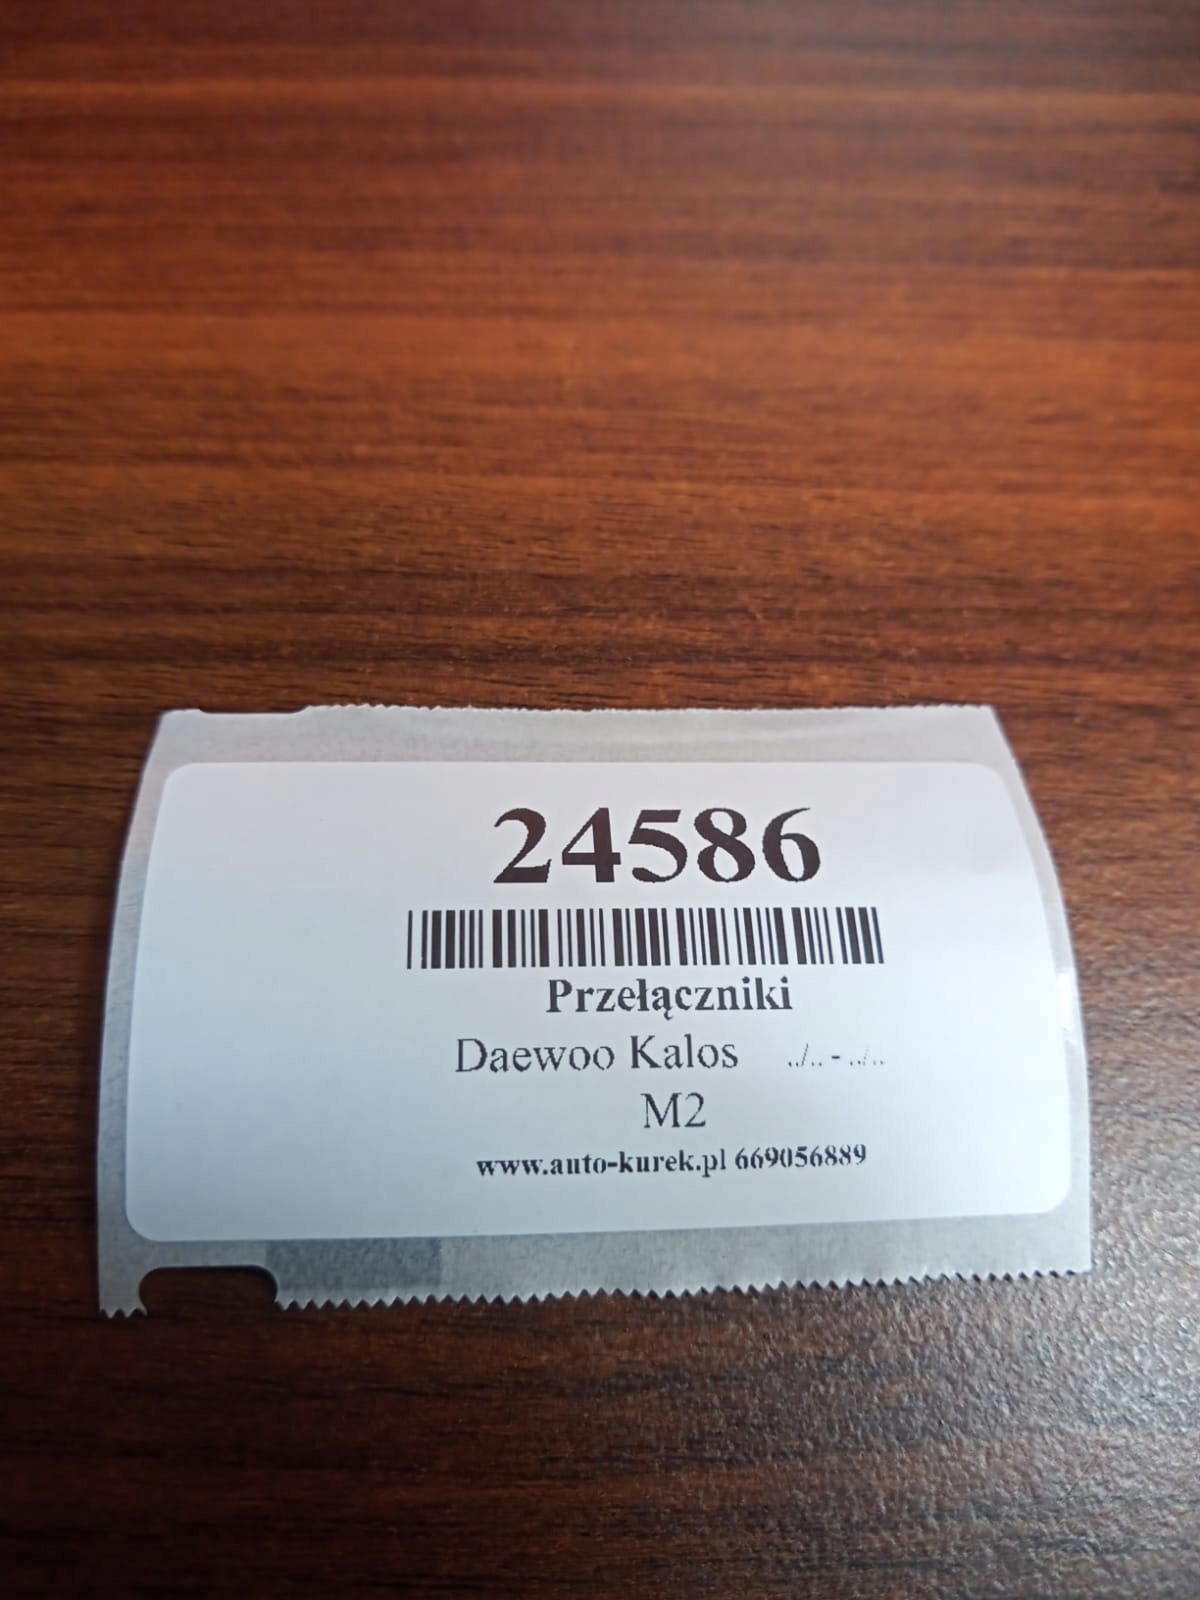 24586
Przełączniki
Daewoo Kalos ../.. - ../..
M2
www.auto-kurek.pl 669056889